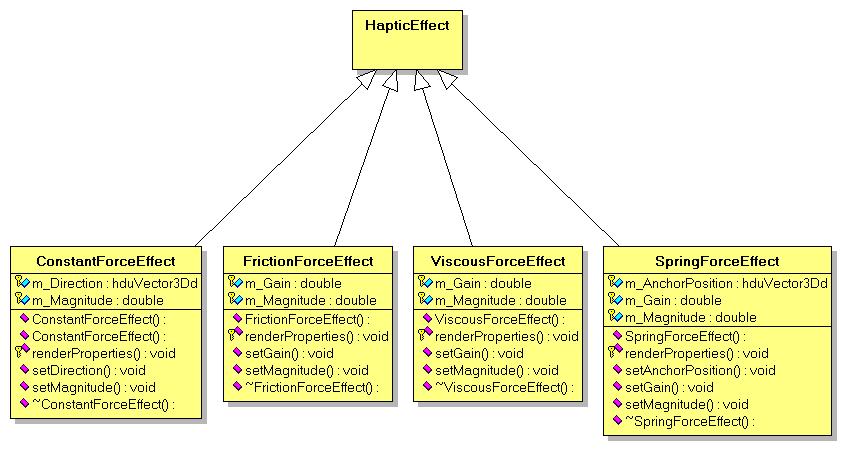 HapticEffect
ConstantForceEffect
m_Direction : hduVector3Dd
m_Magnitude : double
ConstantForceEffect() :
ConstantForceEffect() :
renderProperties() : void
setDirection() : void
setMagnitude() : void
~ConstantForceEffect() :
FrictionForceEffect
m_Gain : double
m_Magnitude : double
FrictionForceEffect() :
renderProperties() : void
setGain() : void
setMagnitude() : void
~FrictionForceEffect() :
ViscousForceEffect
m_Gain : double
m_Magnitude : double
ViscousForceEffect() :
renderProperties() : void
setGain() : void
setMagnitude() : void
~ViscousForceEffect() :
SpringForceEffect
m_AnchorPosition : hduVector3Dd
m_Gain : double
m_Magnitude : double
SpringForceEffect() :
renderProperties() : void
setAnchorPosition() : void
setGain() : void
setMagnitude() : void
~SpringForceEffect() :